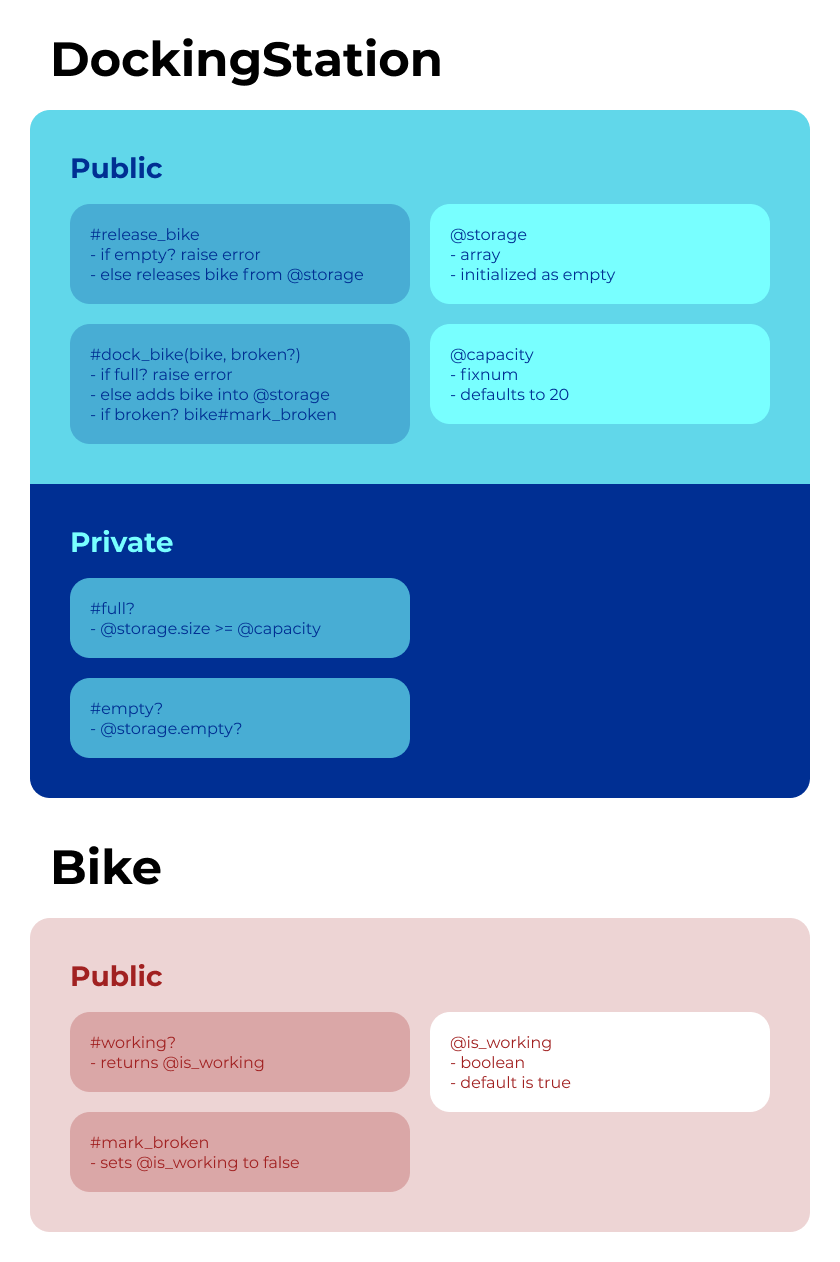 DockingStation
Public
#release_bike
- if empty? raise error
- else releases bike from @storage
@storage
- array
- initialized as empty
#dock_bike(bike, broken?)
- if full? raise error
- else adds bike into @storage
- if broken? bike#mark_broken
@capacity
- fixnum
- defaults to 20
Private
#full?
- @storage.size >= @capacity
#empty?
- @storage.empty?
Bike
Public
#working?
- returns @is_working
@is_working
- boolean
- default is true
#mark_broken
- sets @is_working to false